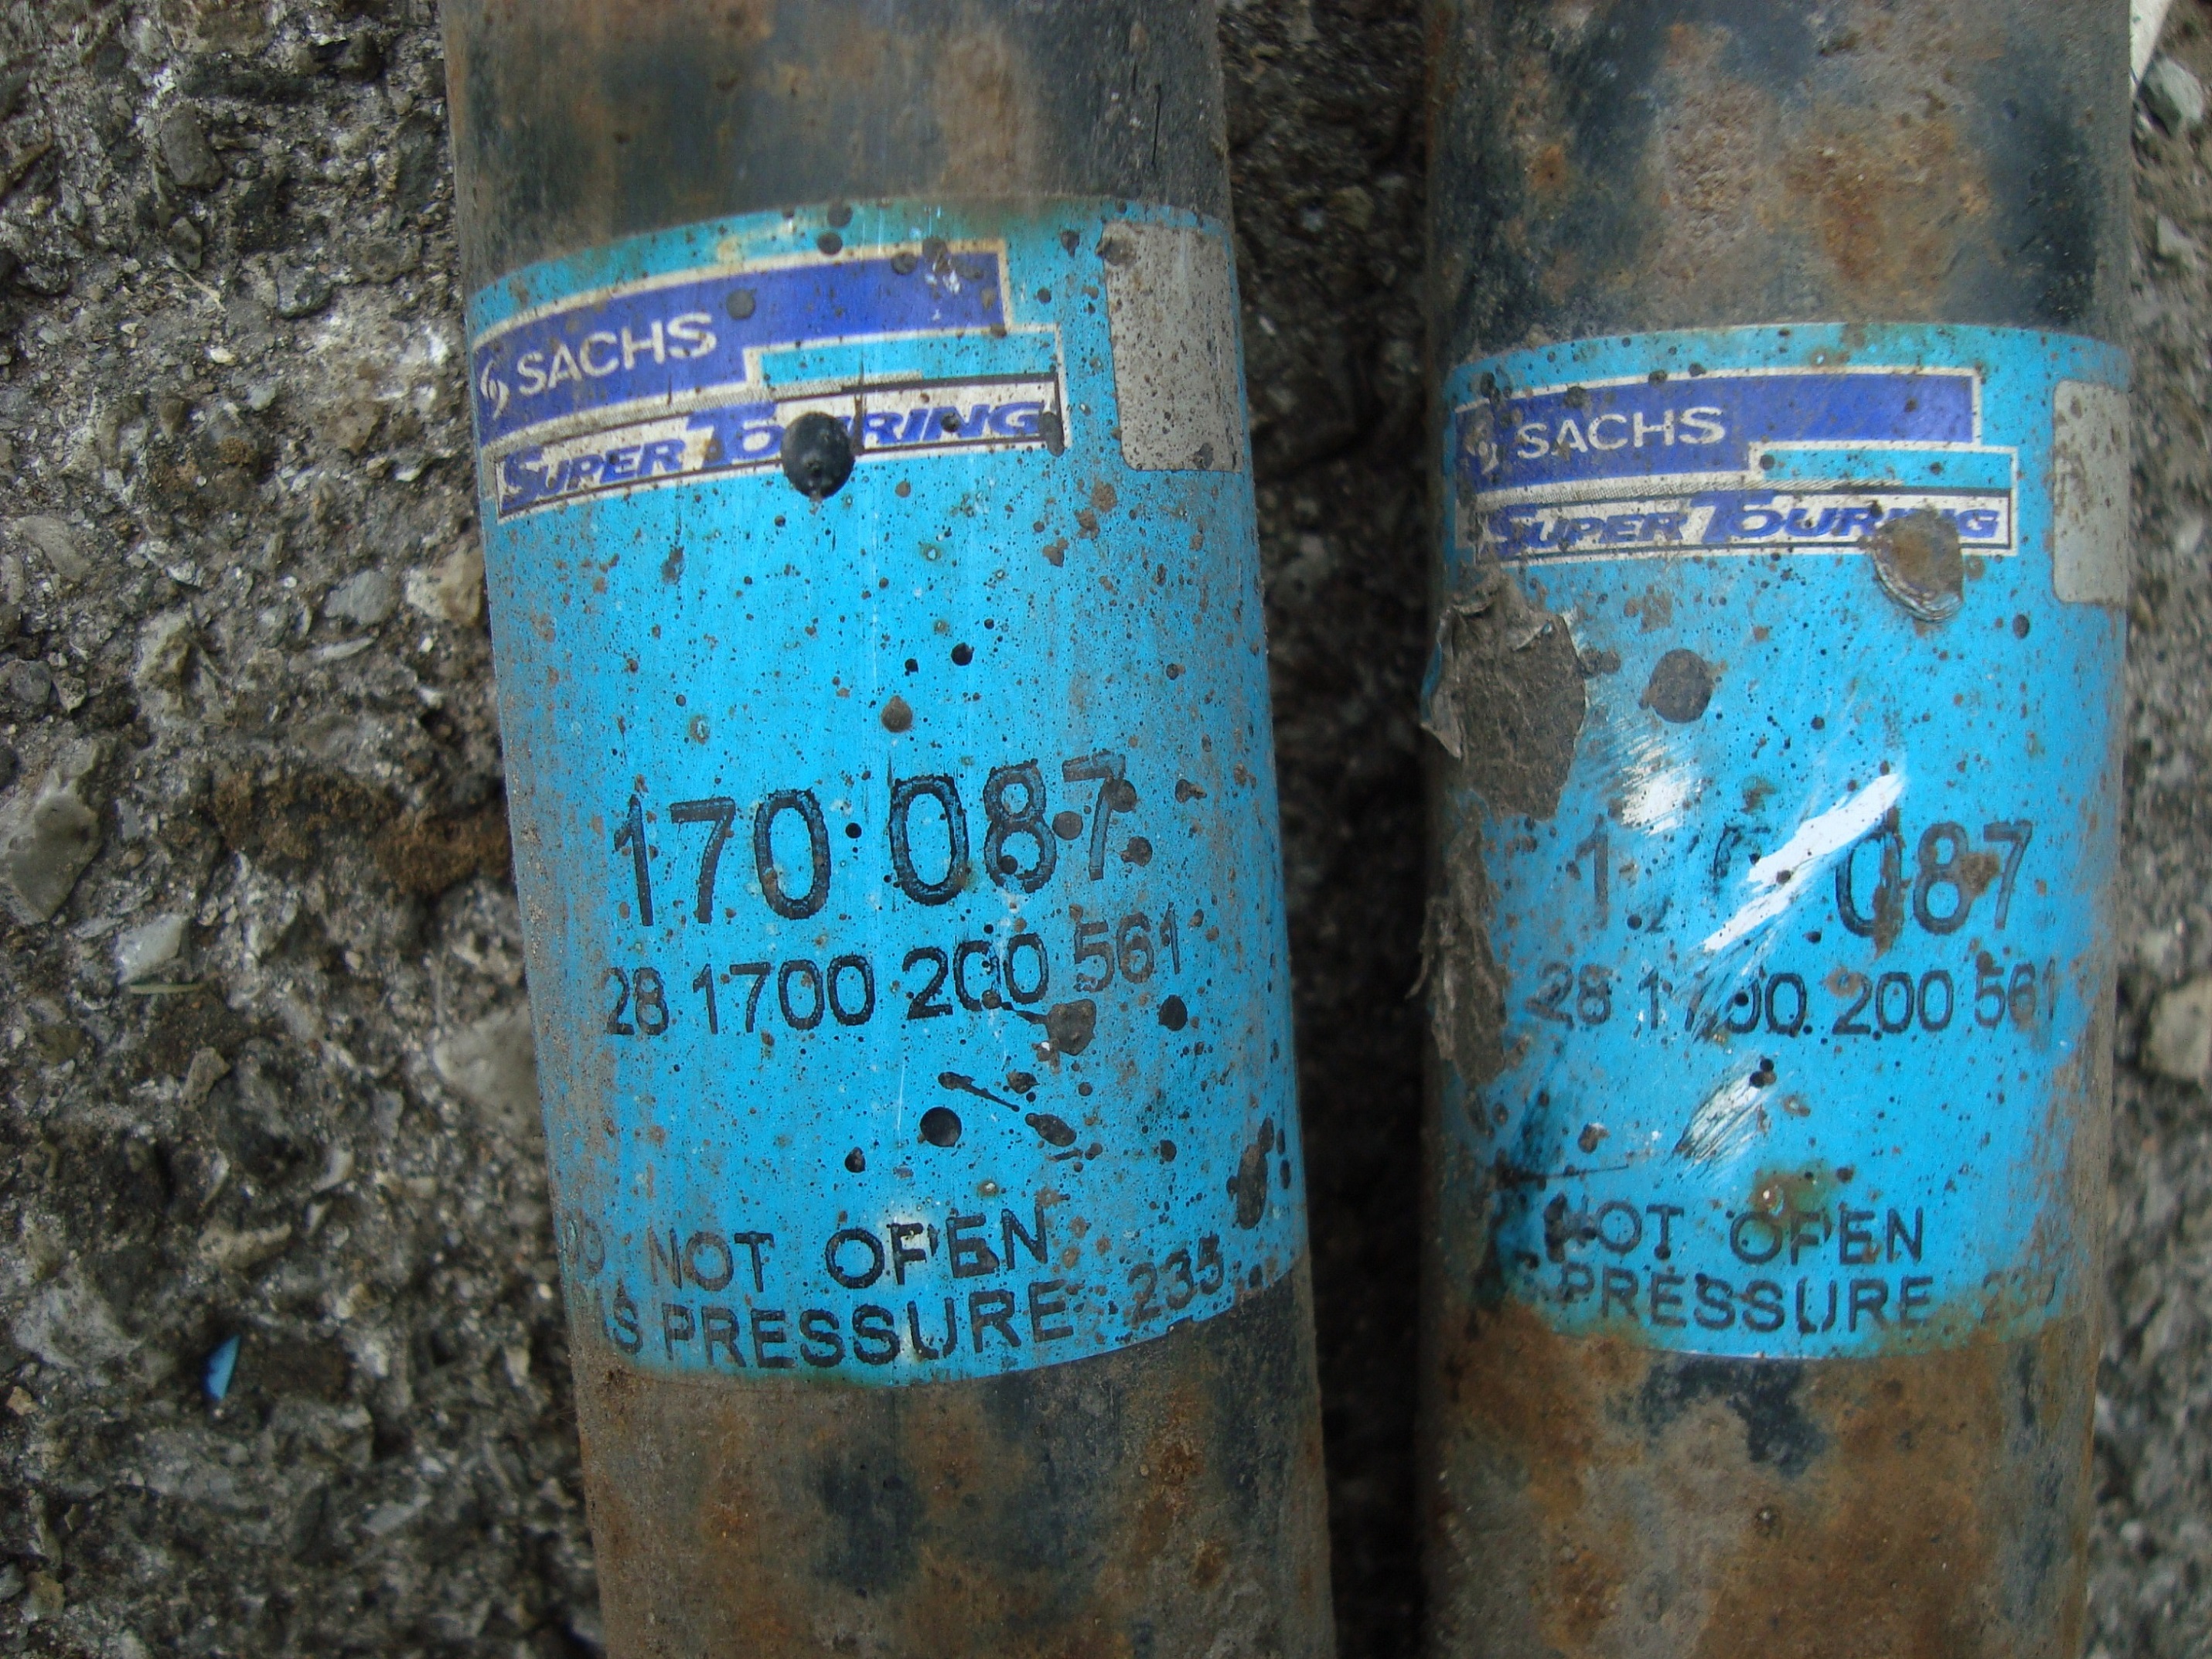 SACHS
SUPER TOURING
170 087
28 1700 200 561
NOT OPEN
PRESSURE 235
SACHS
SUPER TOURING
087
28 200 561
NOT OPEN
PRESSURE